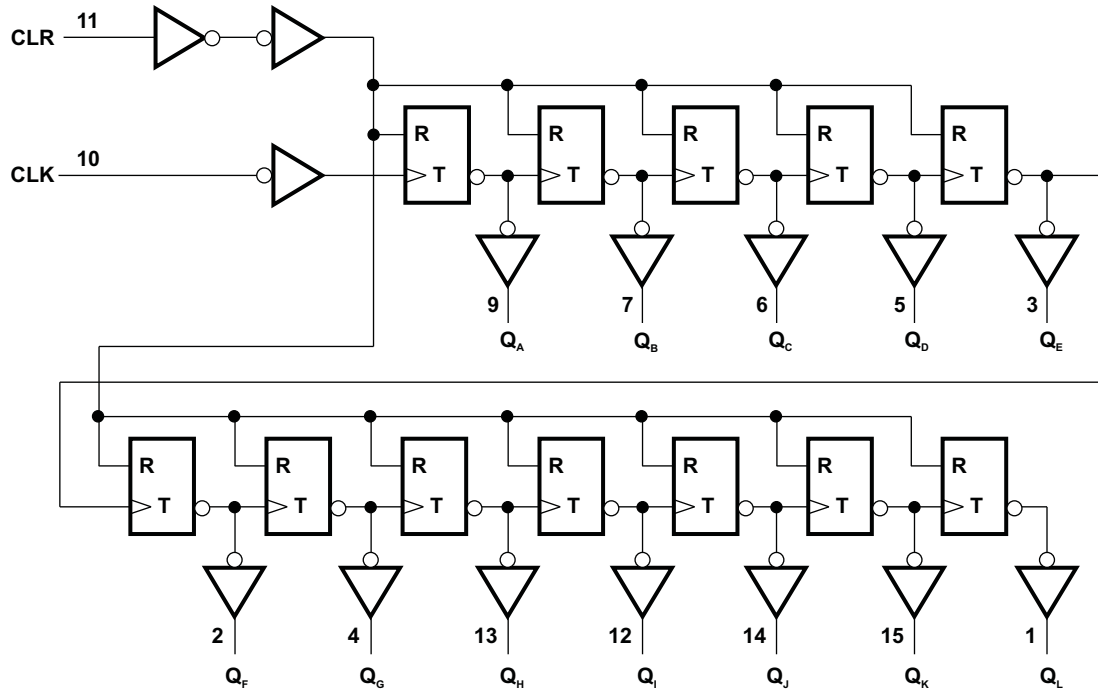 11
CLR
R R R R R
10
CLK
T T T T T
9 7 6 5 3
QA QB QC QD QE
R R R R R R R
T T T T T T T
2 4 13 12 14 15 1
QF QG QH QI QJ QK QL